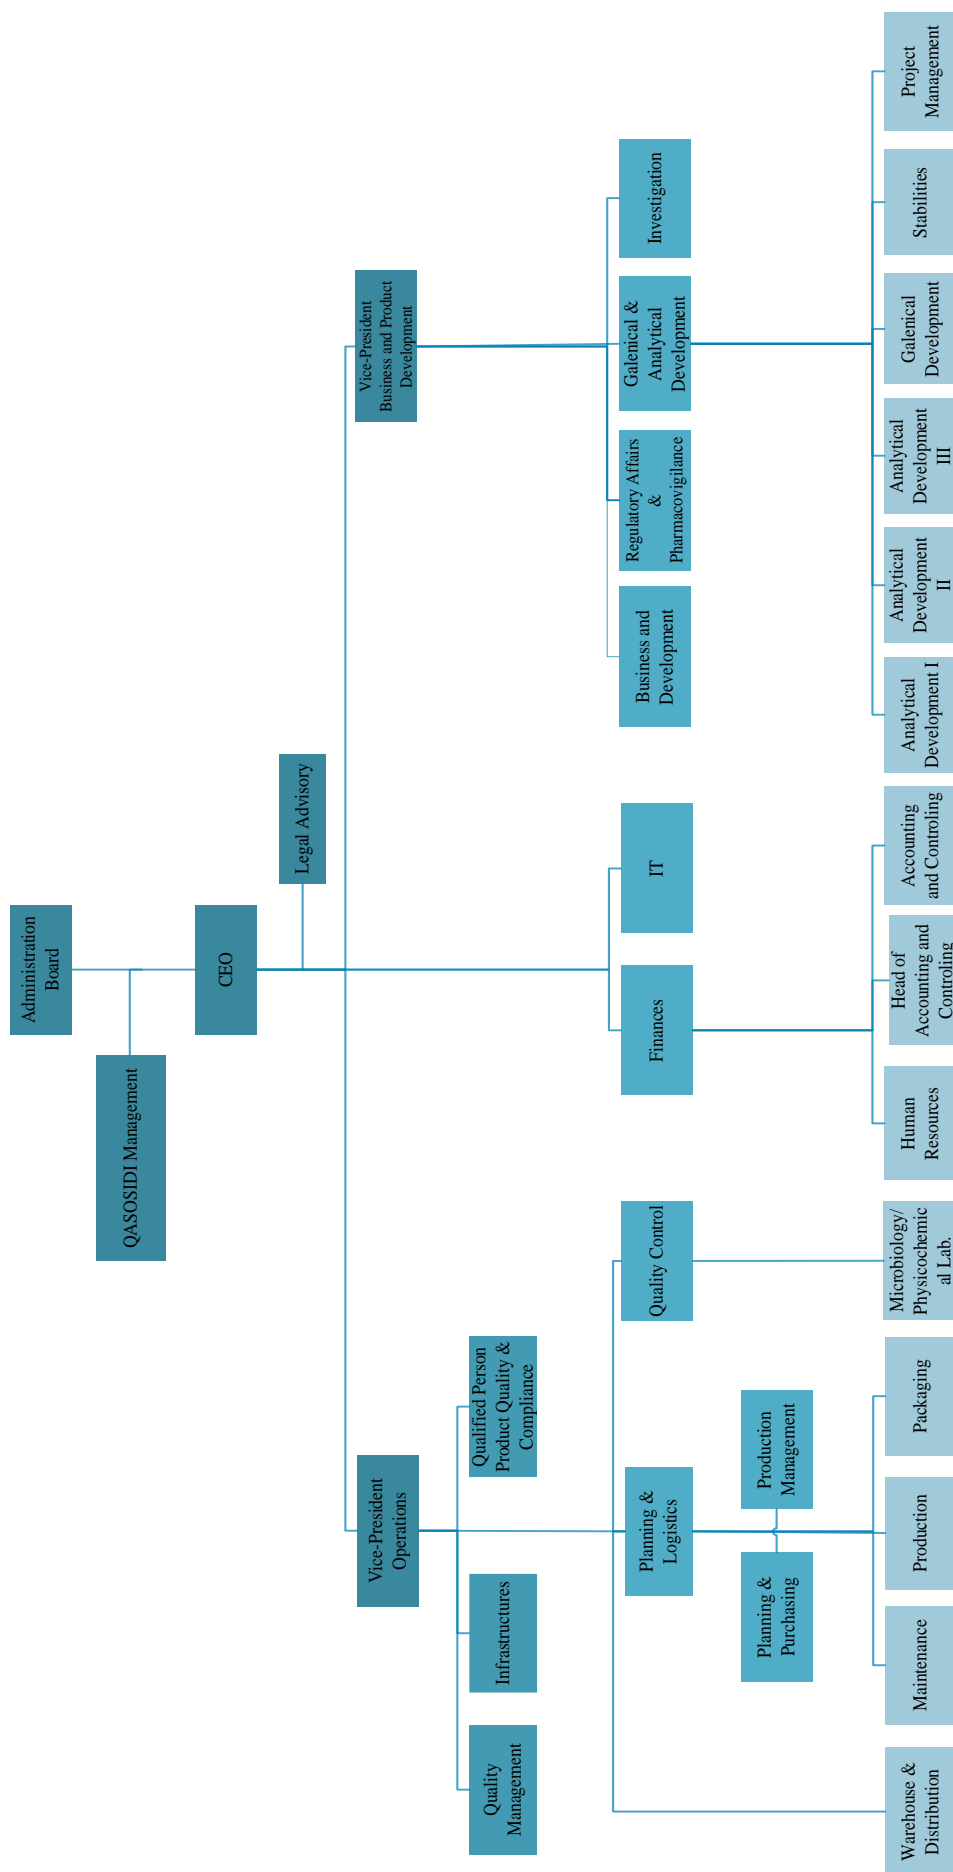 Administration
Board
QASOSIDI Management
CEO
Legal Advisory
Vice-President
Operations
Vice-President
Business and Product
Development
Quality
Management
Infrastructures
Qualified Person
Product Quality &
Compliance
Planning &
Logistics
Quality Control
Finances
IT
Business and
Development
Regulatory Affairs
&
Pharmacovigilance
Galenical &
Analytical
Development
Investigation
Planning &
Purchasing
Production
Management
Warehouse &
Distribution
Maintenance
Production
Packaging
Microbiology/
Physicochemic
al Lab.
Human
Resources
Head of
Accounting and
Controling
Accounting
and Controling
Analytical
Development I
Analytical
Development
II
Analytical
Development
III
Galenical
Development
Stabilities
Project
Management